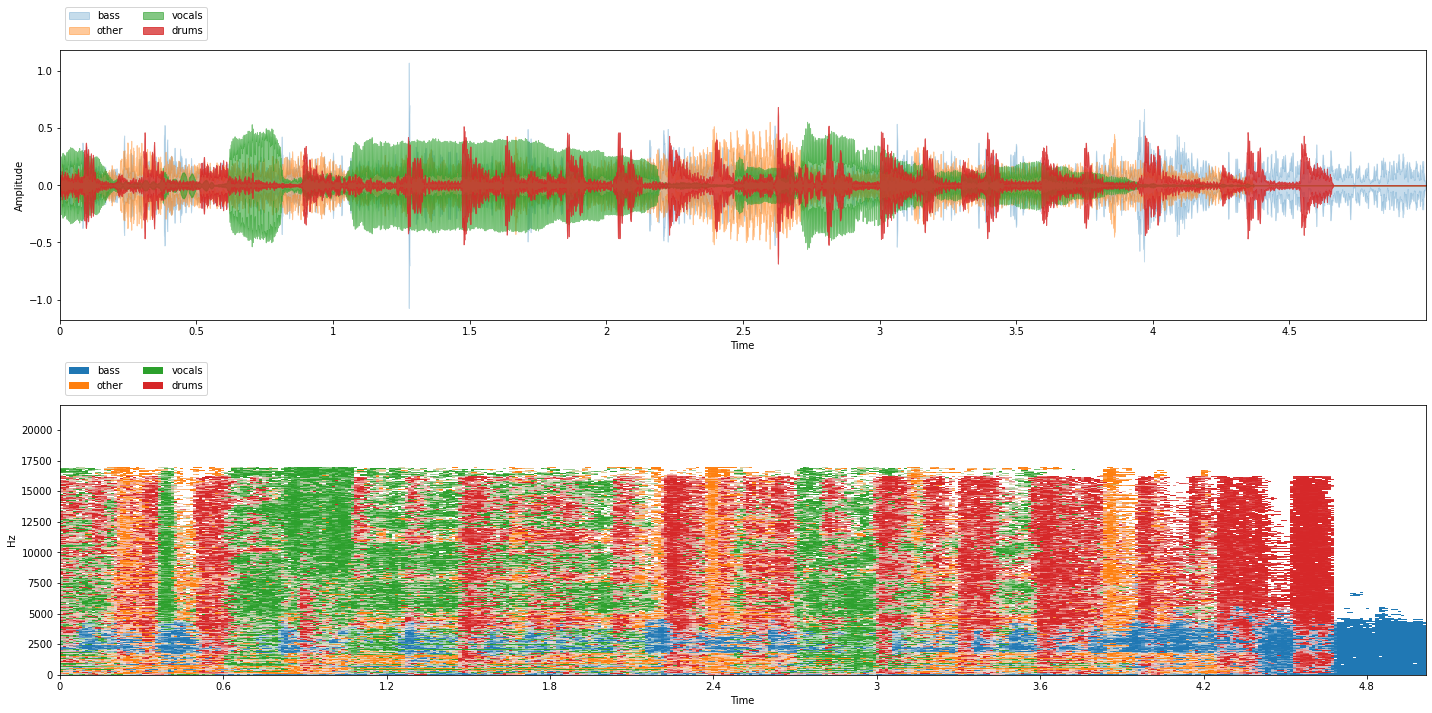 bass vocals
other drums
1.0
0.5
Amplitude
0.0
−0.5
−1.0
0 0.5 1 1.5 2 2.5 3 3.5 4 4.5
Time
bass vocals
other drums
20000
17500
15000
12500
Hz
10000
7500
5000
2500
0
0 0.6 1.2 1.8 2.4 3 3.6 4.2 4.8
Time